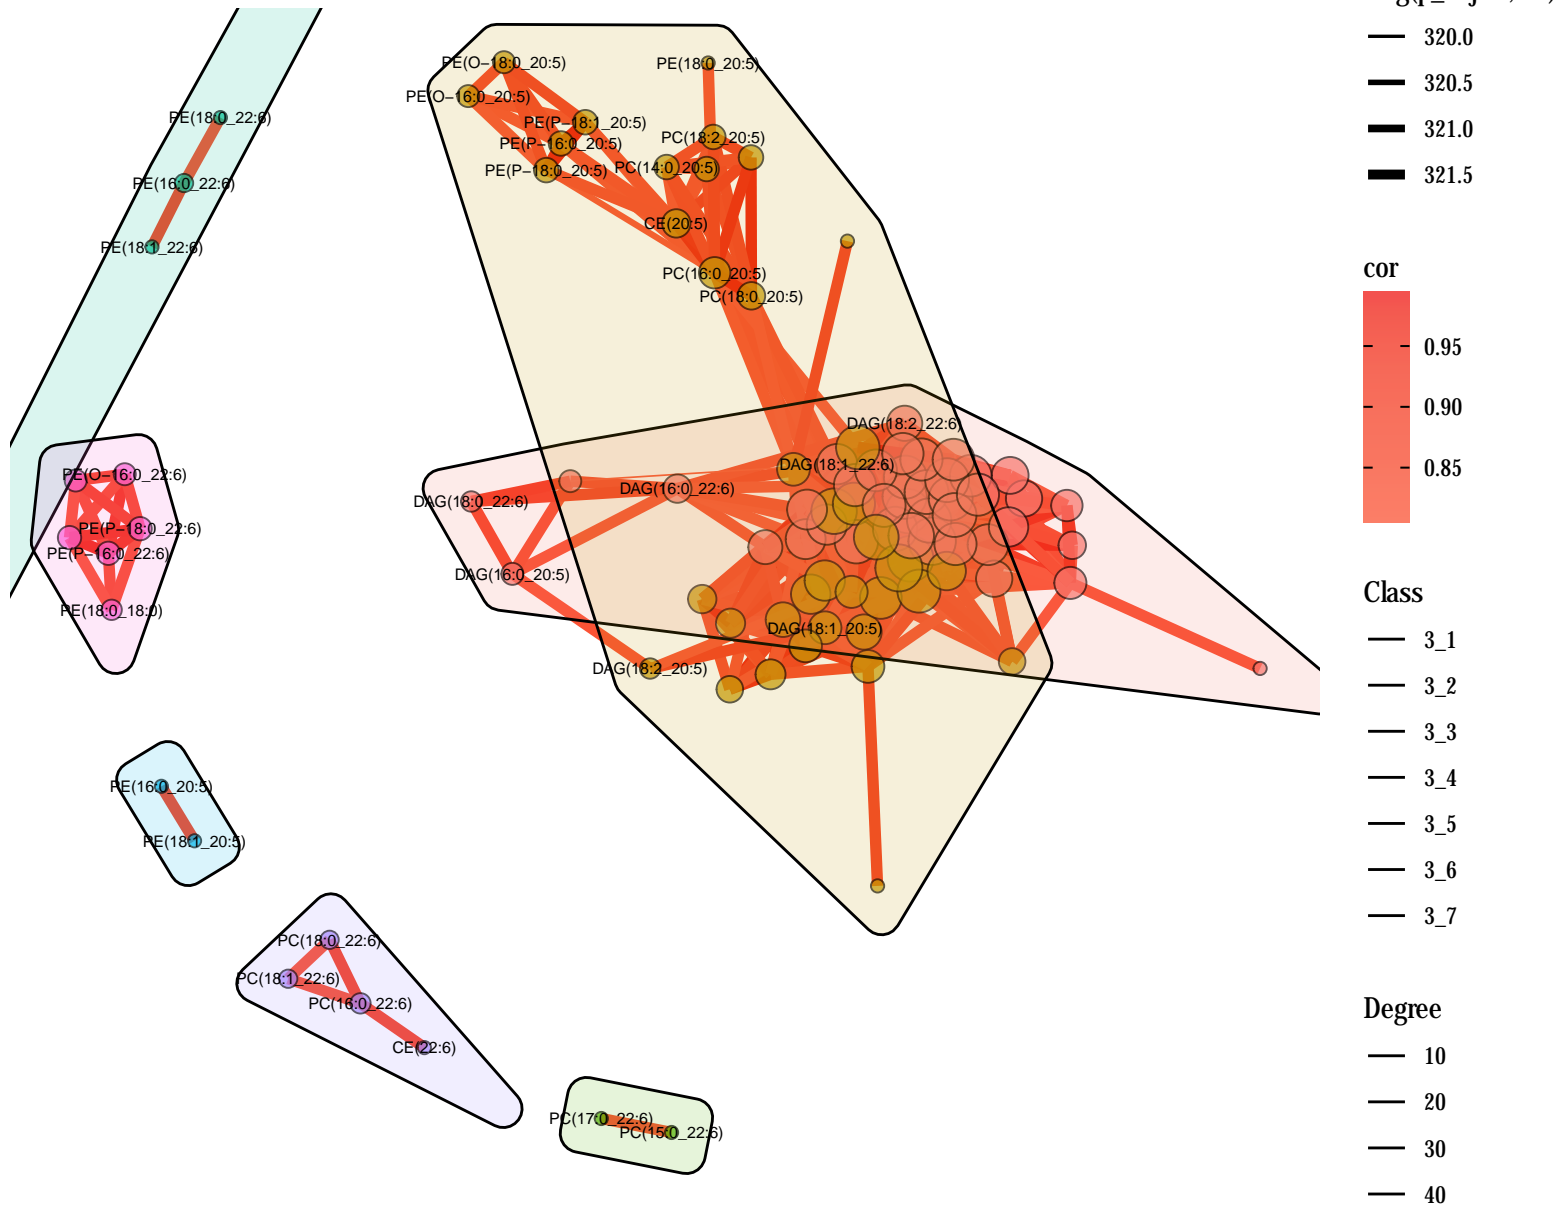 PE(O−18:0_20:5)
PE(18:0_20:5)
PE(O−16:0_20:5)
PE(18:0_22:6)
PE(P−18:1_20:5)
PC(18:2_20:5)
PE(P−16:0_20:5)
PE(P−18:0_20:5)
PC(14:0_20:5)
PE(16:0_22:6)
CE(20:5)
PE(18:1_22:6)
PC(16:0_20:5)
PC(18:0_20:5)
DAG(18:2_22:6)
DAG(18:1_22:6)
PE(O−16:0_22:6)
DAG(16:0_22:6)
DAG(18:0_22:6)
PE(P−18:0_22:6)
PE(P−16:0_22:6)
DAG(16:0_20:5)
PE(18:0_18:0)
DAG(18:1_20:5)
DAG(18:2_20:5)
PE(16:0_20:5)
PE(18:1_20:5)
PC(18:0_22:6)
PC(18:1_22:6)
PC(16:0_22:6)
CE(22:6)
PC(17:0_22:6)
PC(15:0_22:6)
320.0
320.5
321.0
321.5
cor
0.95
0.90
0.85
Class
3_1
3_2
3_3
3_4
3_5
3_6
3_7
Degree
10
20
30
40